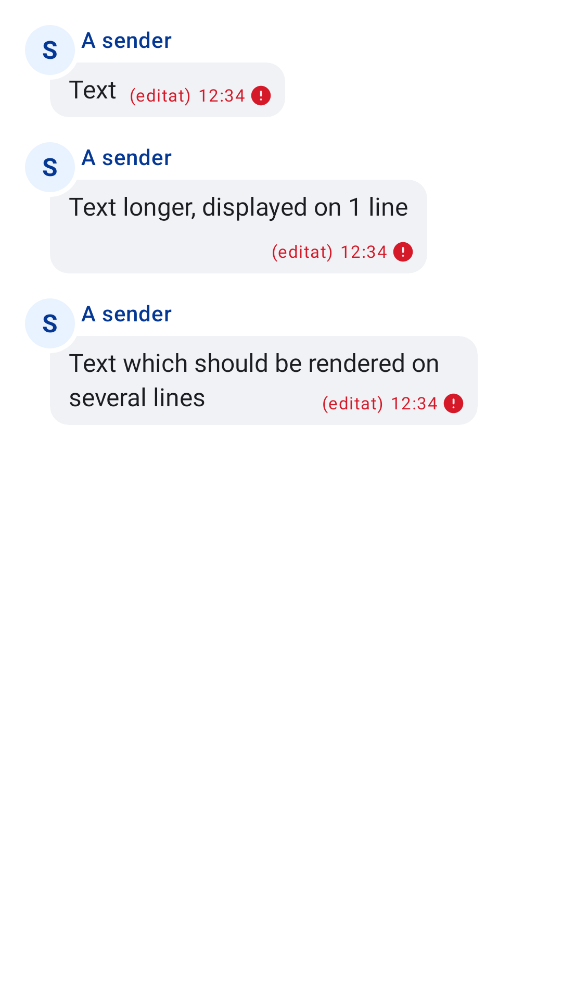 S A sender
Text (editat) 12:34
S A sender
Text longer, displayed on 1 line
(editat) 12:34
S A sender
Text which should be rendered on
several lines (editat) 12:34